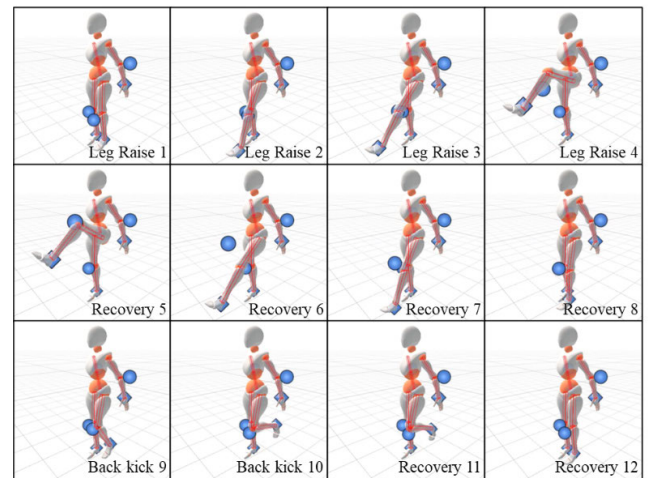 Leg Raise 1
Leg Raise 2
Leg Raise 3
Leg Raise 4
Recovery 5
Recovery 6
Recovery 7
Recovery 8
Back kick 9
Back kick 10
Recovery 11
Recovery 12